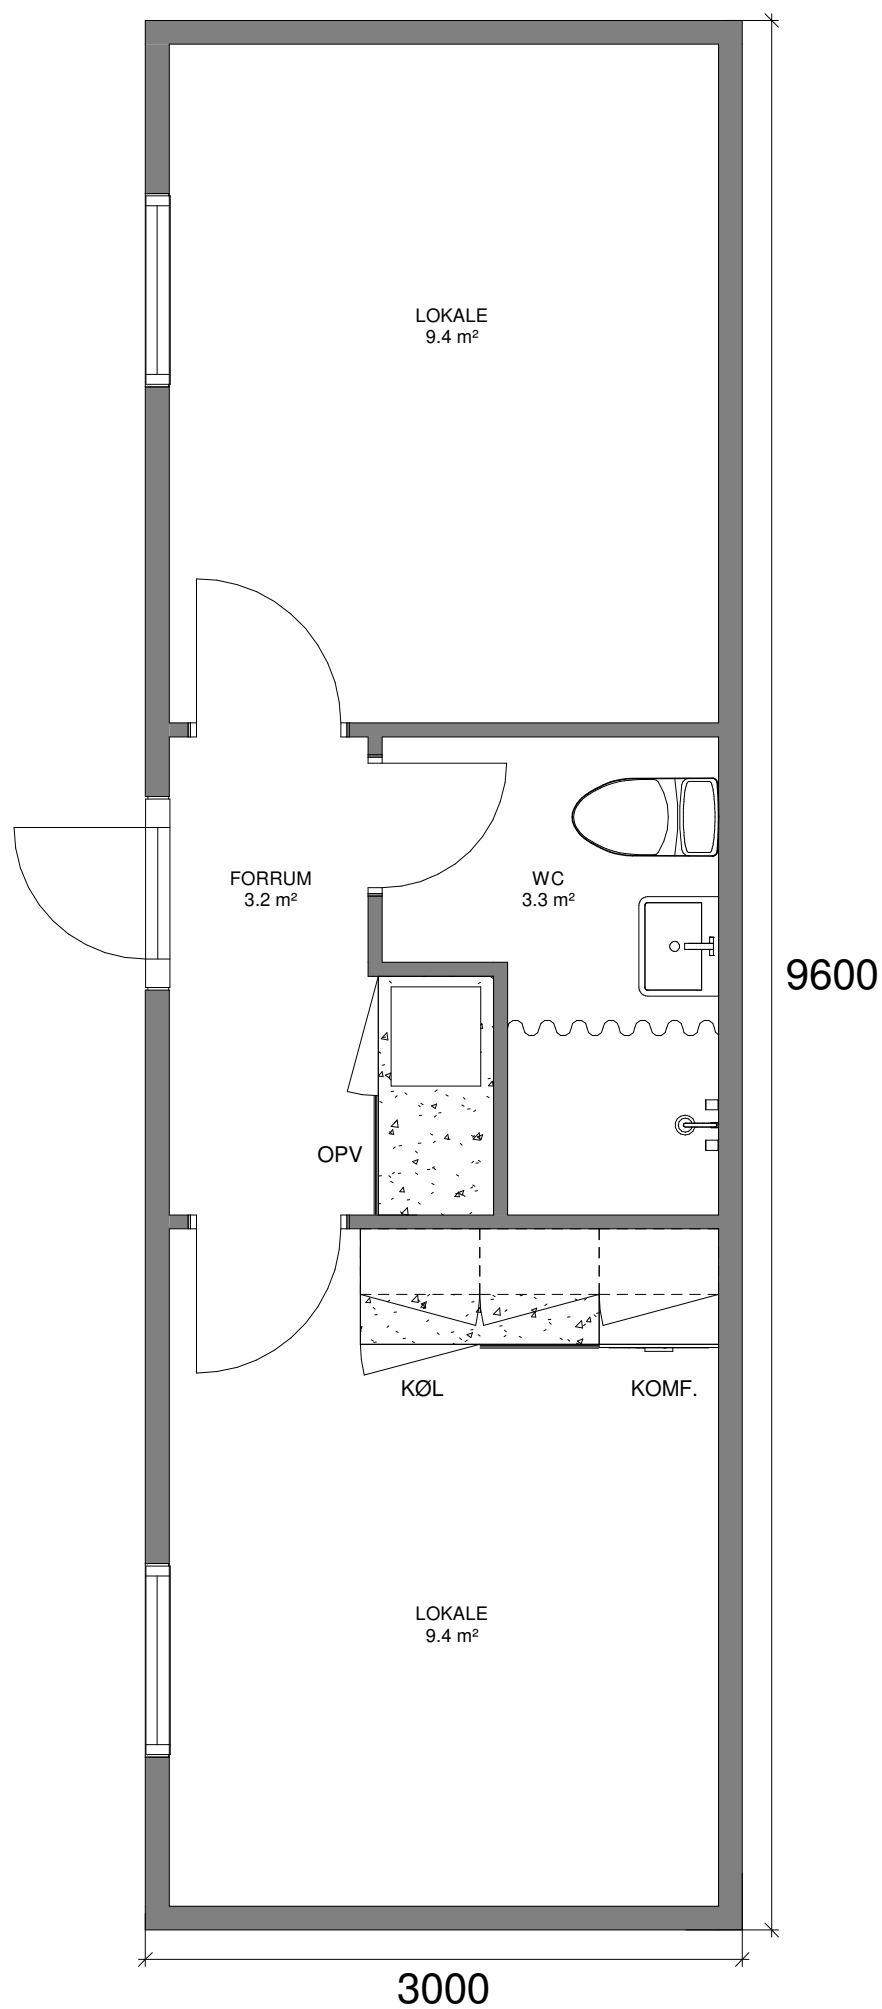 LOKALE
9.4 m²
FORRUM
3.2 m²
WC
3.3 m²
9600
OPV
KØL
KOMF.
LOKALE
9.4 m²
3000